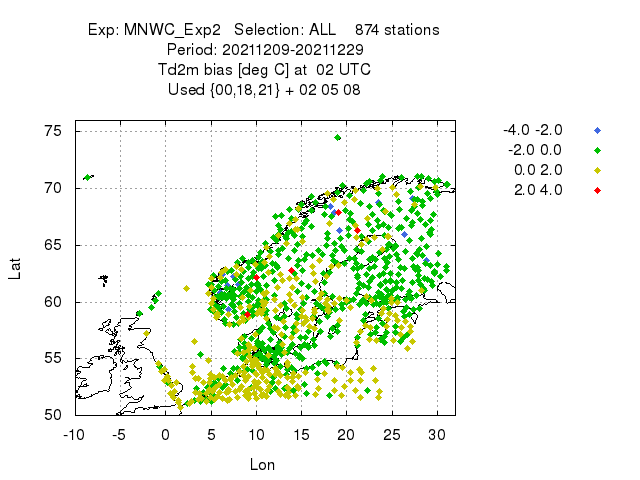 Exp: MNWC_Exp2 Selection: ALL 874 stations
Period: 20211209-20211229
Td2m bias [deg C] at 02 UTC
Used {00,18,21} + 02 05 08
-4.0 -2.0
-2.0 0.0
0.0 2.0
2.0 4.0
75
70
65
60
55
50
Lat
-10 -5 0 5 10 15 20 25 30
Lon